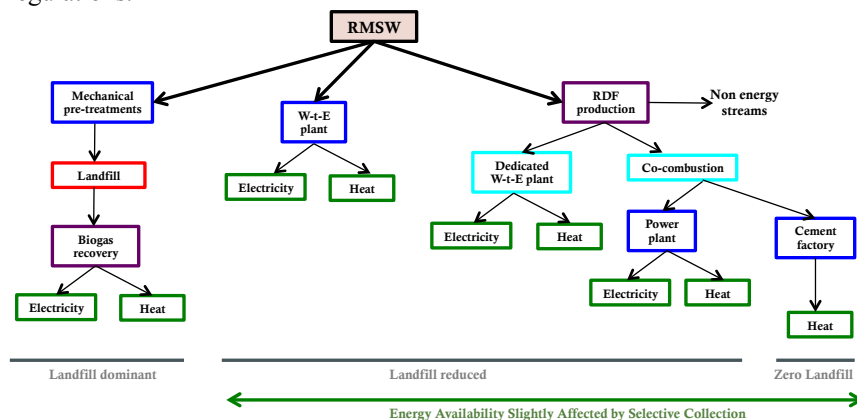 egulations.
RMSW
Mechanical
pre-treatments
W-t-E
plant
RDF
production
Non energy
streams
Landfill
Electricity
Heat
Dedicated
W-t-E plant
Co-combustion
Biogas
recovery
Electricity
Heat
Power
plant
Cement
factory
Electricity
Heat
Electricity
Heat
Heat
Landfill dominant
Landfill reduced
Zero Landfill
Energy Availability Slightly Affected by Selective Collection